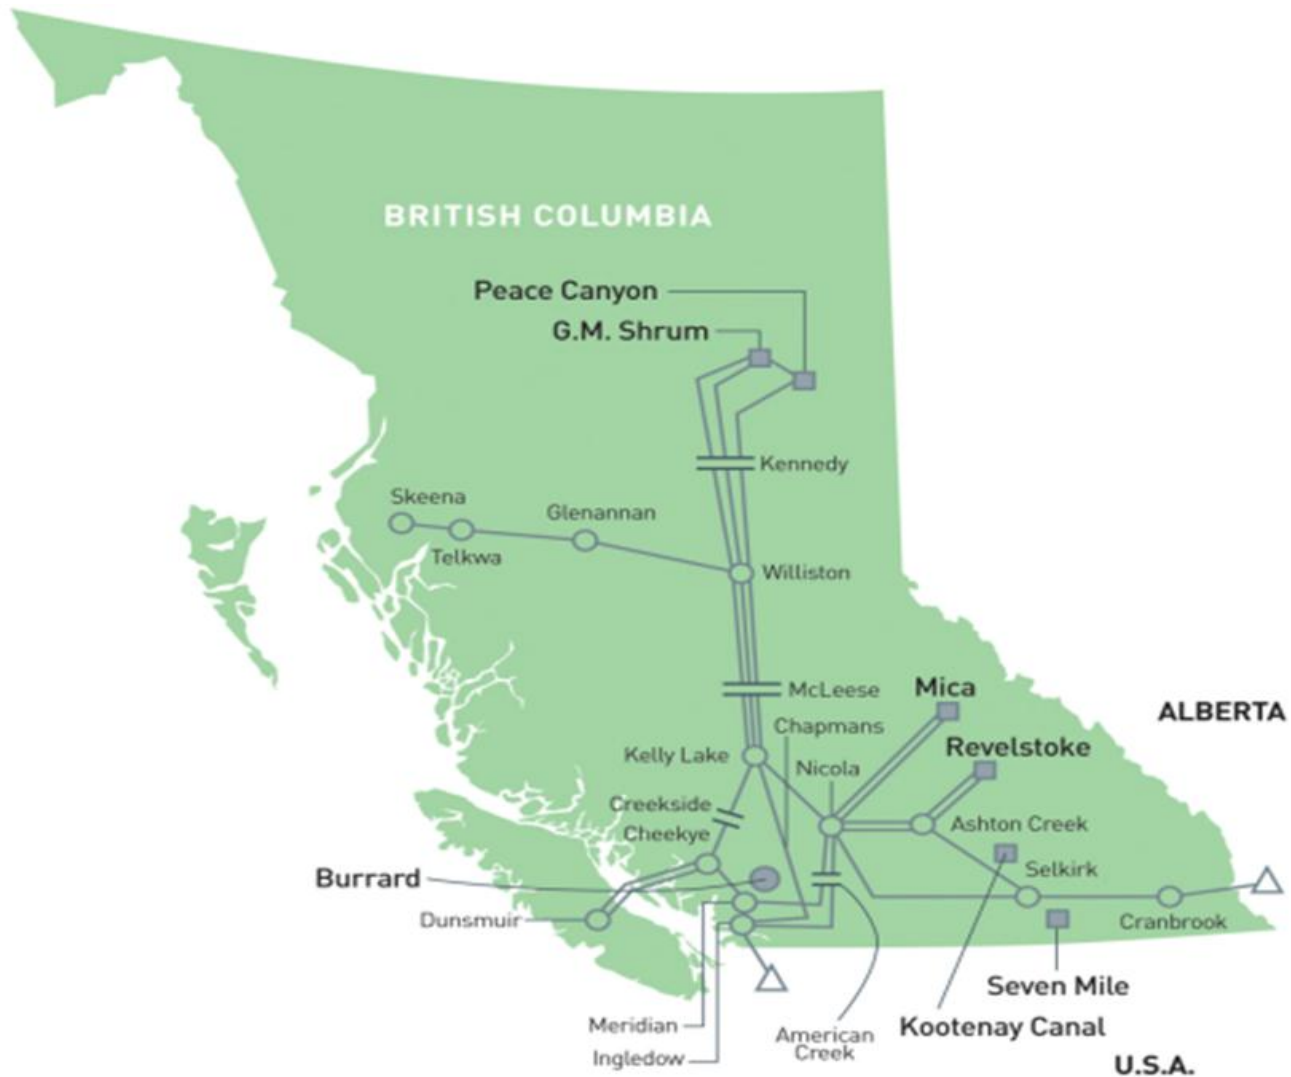 BRITISH COLUMBIA
Peace Canyon
G.M. Shrum
Kennedy
Skeena
Glenannan
Telkwa
Williston
McLeese
Mica
ALBERTA
Chapmans
Revelstoke
Kelly Lake
Nicola
Creekside
Ashton Creek
Cheekye
Selkirk
Burrard
Dunsmuir
Cranbrook
Seven Mile
Meridian
American
Creek
Kootenay Canal
Ingledow
U.S.A.